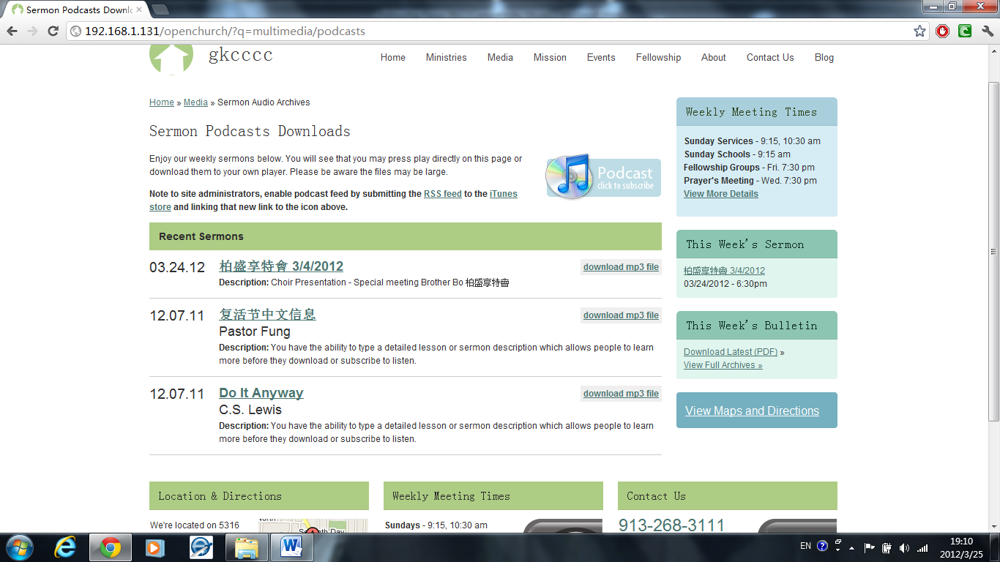 Sermon Podcasts Downlo
192.168.1.131/openchurch/?q=multimedia/podcasts
gkcccc
Home Ministries Media Mission Events Fellowship About Contact Us Blog
Home » Media » Sermon Audio Archives
Sermon Podcasts Downloads
Enjoy our weekly sermons below. You will see that you may press play directly on this page or
download them to your own player. Please be aware the files may be large.
Podcast
click to subscribe
Note to site administrators, enable podcast feed by submitting the RSS feed to the iTunes
store and linking that new link to the icon above.
Recent Sermons
03.24.12 柏盛享特會 3/4/2012 download mp3 file
Description: Choir Presentation - Special meeting Brother Bo 柏盛享特會
12.07.11 复活节中文信息 download mp3 file
Pastor Fung
Description: You have the ability to type a detailed lesson or sermon description which allows people to learn
more before they download or subscribe to listen.
12.07.11 Do It Anyway download mp3 file
C.S. Lewis
Description: You have the ability to type a detailed lesson or sermon description which allows people to learn
more before they download or subscribe to listen.
Weekly Meeting Times
Sunday Services - 9:15, 10:30 am
Sunday Schools - 9:15 am
Fellowship Groups - Fri. 7:30 pm
Prayer's Meeting - Wed. 7:30 pm
View More Details
This Week's Sermon
柏盛享特會 3/4/2012
03/24/2012 - 6:30pm
This Week's Bulletin
Download Latest (PDF) »
View Full Archives »
View Maps and Directions
Location & Directions
We're located on 5316
Weekly Meeting Times
Sundays - 9:15, 10:30 am
Contact Us
913-268-3111
EN
19:10
2012/3/25